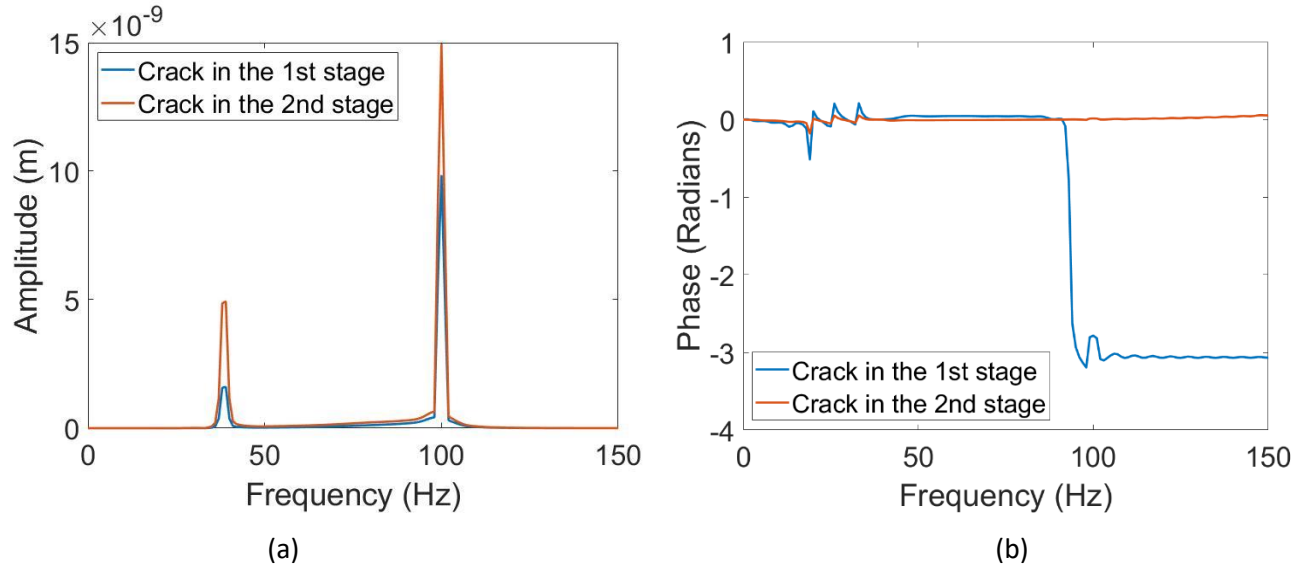 ×10⁻⁹
15
10
5
0
Amplitude (m)
Crack in the 1st stage
Crack in the 2nd stage
0 50 100 150
Frequency (Hz)
(a)
1
0
-1
-2
-3
-4
Phase (Radians)
Crack in the 1st stage
Crack in the 2nd stage
0 50 100 150
Frequency (Hz)
(b)